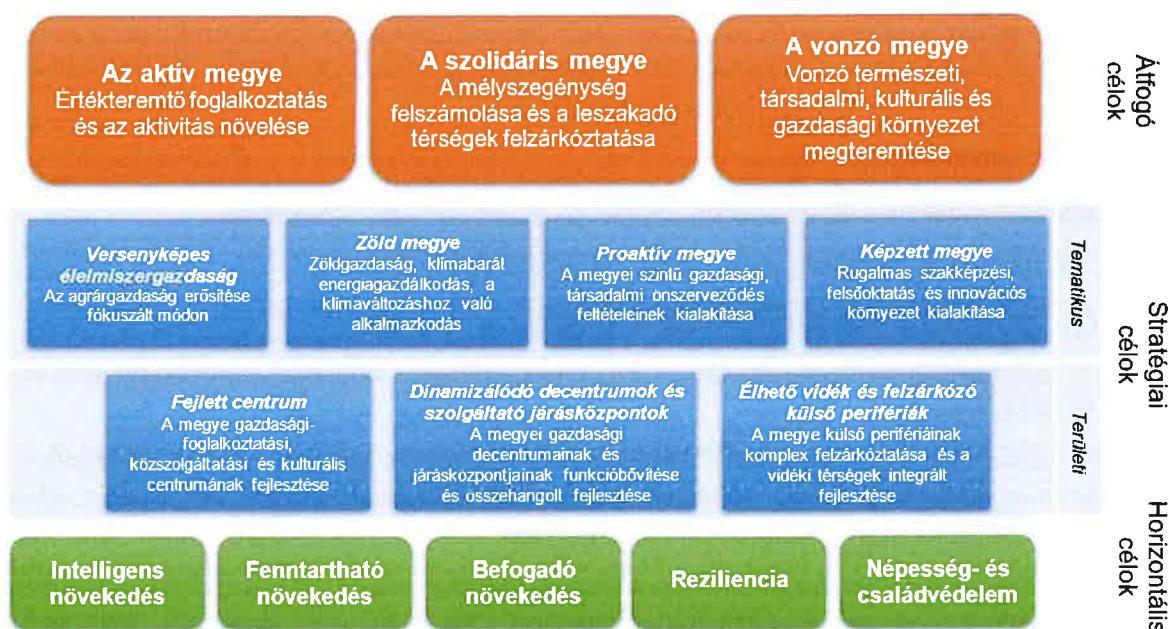 Az aktív megye
Értékteremtő foglalkoztatás
és az aktivitás növelése
A szolidáris megye
A mélyszegénység
felszámolása és a leszakadó
térségek felzárkóztatása
A vonzó megye
Vonzó természeti,
társadalmi, kulturális és
gazdasági környezet
megteremtése
Átfogó
célok
Versenyképes
élelmiszergazdaság
Az agrárgazdaság erősítése
fókuszált módon
Zöld megye
Zöldgazdaság, klímabarát
energiagazdálkodás, a
klímaváltozáshoz való
alkalmazkodás
Proaktív megye
A megyei szintű gazdasági,
társadalmi önszerveződés
feltételeinek kialakítása
Képzett megye
Rugalmas szakképzési,
felsőoktatás és innovációs
környezet kialakítása
Tematikus
Stratégiai
célok
Fejlett centrum
A megye gazdasági-
foglalkoztatási,
közszolgáltatási és kulturális
centrumának fejlesztése
Dinamizálódó decentrumok és
szolgáltató járásközpontok
A megyei gazdasági
decentrumainak és
járásközpontjainak funkcióbővítése
és összehangolt fejlesztése
Élhető vidék és felzárkózó
külső perifériák
A megye külső perifériáinak
komplex felzárkóztatása és a
vidéki térségek integrált
fejlesztése
Területi
Intelligens
növekedés
Fenntartható
növekedés
Befogadó
növekedés
Reziliencia
Népesség- és
családvédelem
Horizontális
célok